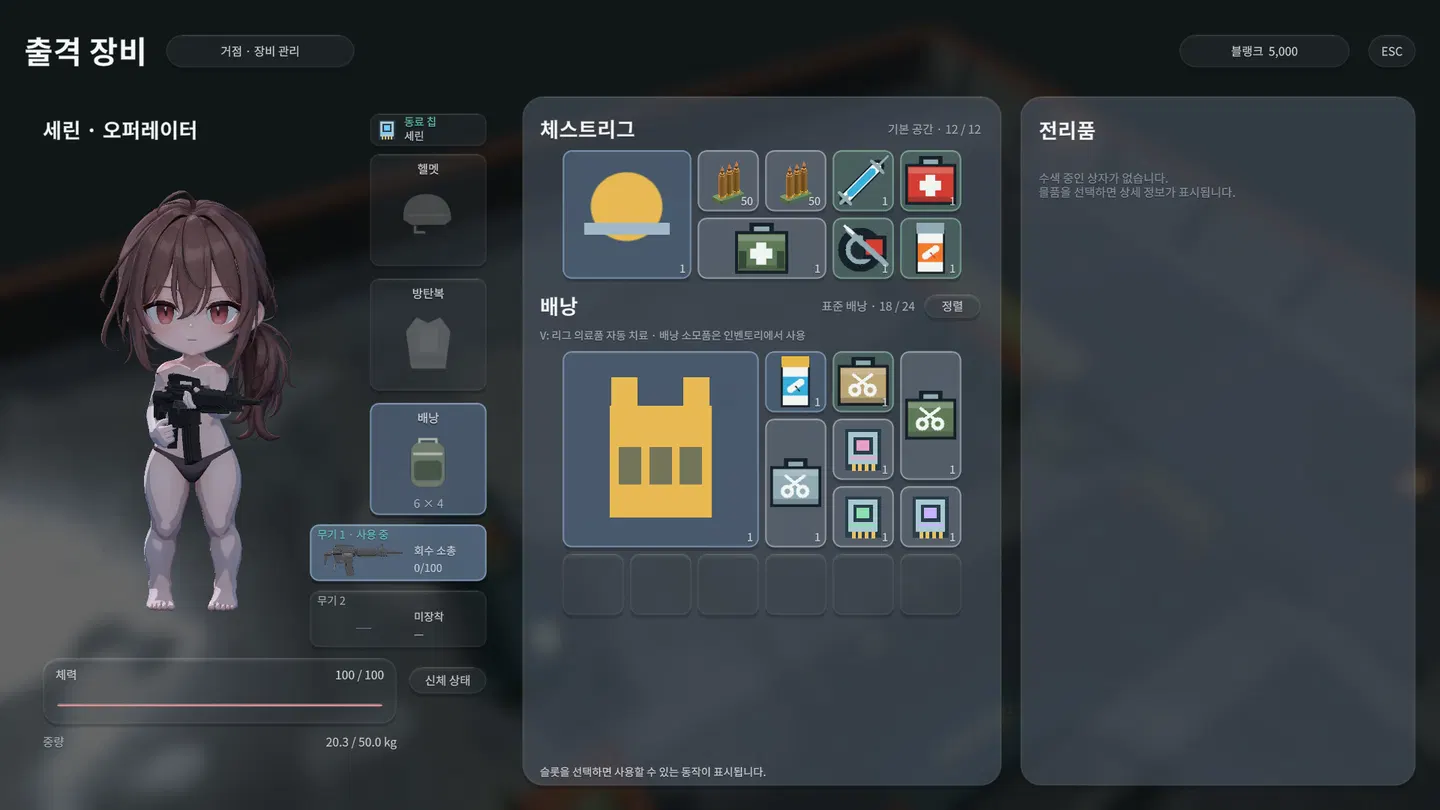 출격 장비
거점 · 장비 관리
블랭크 5,000
ESC
세린 · 오퍼레이터
동료 칩
세린
헬멧
방탄복
배낭
6 × 4
무기 1 · 사용 중
회수 소총
0/100
무기 2
—
미장착
—
체력
100 / 100
신체 상태
중량
20.3 / 50.0 kg
체스트리그
기본 공간 · 12 / 12
1
50
50
1
1
1
1
1
배낭
표준 배낭 · 18 / 24
정렬
V: 리그 의료품 자동 치료 · 배낭 소모품은 인벤토리에서 사용
1
1
1
1
1
1
1
1
슬롯을 선택하면 사용할 수 있는 동작이 표시됩니다.
전리품
수색 중인 상자가 없습니다.
물품을 선택하면 상세 정보가 표시됩니다.